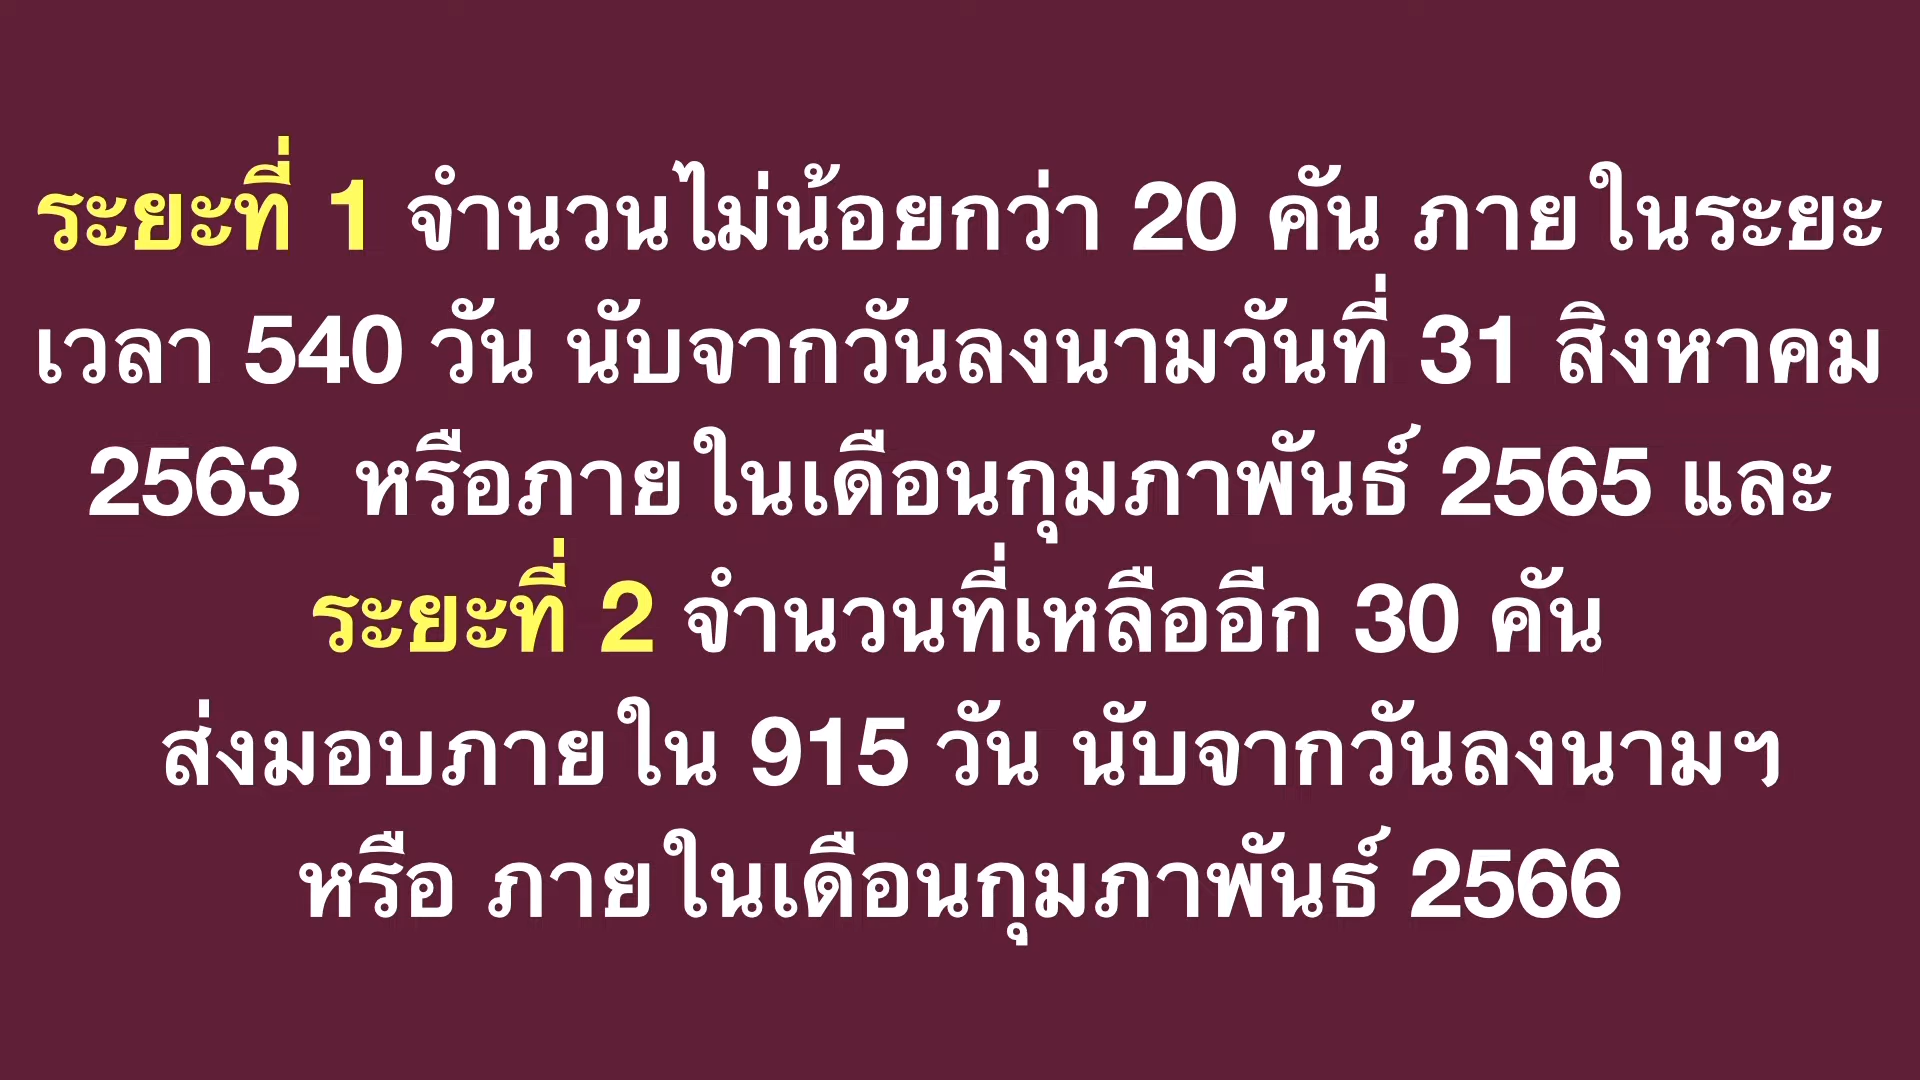 ระยะที่ 1 จำนวนไม่น้อยกว่า 20 คัน ภายในระยะ
เวลา 540 วัน นับจากวันลงนามวันที่ 31 สิงหาคม
2563 หรือภายในเดือนกุมภาพันธ์ 2565 และ
ระยะที่ 2 จำนวนที่เหลืออีก 30 คัน
ส่งมอบภายใน 915 วัน นับจากวันลงนามฯ
หรือ ภายในเดือนกุมภาพันธ์ 2566